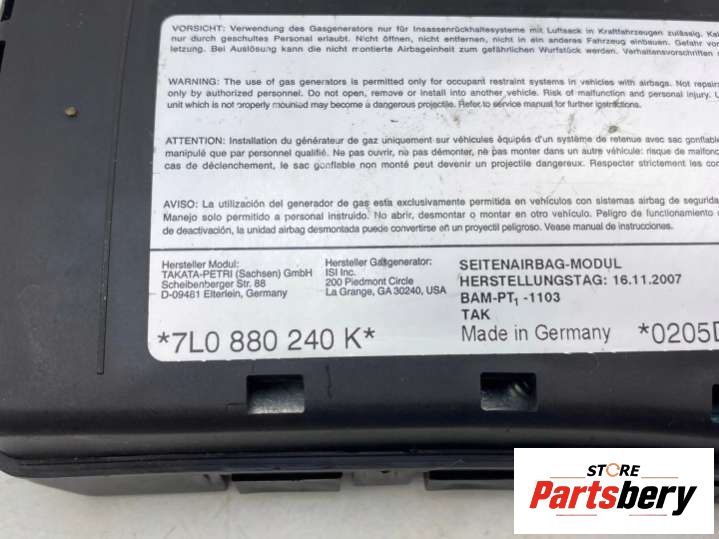 VORSICHT: Verwendung des Gasgenerators nur für Insassenrückhaltesysteme mit Luftsack in Kraftfahrzeugen zulässig.
nur durch geschultes Personal erlaubt. Nicht öffnen, nicht entfernen, nicht in ein anderes Fahrzeug einbauen. Gefahr
letzung. Bei Auslösung kann die nicht montierte Airbageinheit zum gefährlichen Wurfstück werden. Verhaltensvorschriften
WARNING: The use of gas generators is permitted only for occupant restraint systems in vehicles with airbags. Not
only by authorized personnel. Do not open, remove or install in another vehicle. Risk of malfunction and personal injury.
unit which is not properly mounted may become a dangerous projectile. Refer to service manual for further instructions.
ATTENTION: Installation du générateur de gaz uniquement sur véhicules équipés d'un système de retenue avec sac gonflable
manipulé que par personnel qualifié. Ne pas ouvrir, ne pas démonter, ne pas monter dans un autre véhicule: risque de
cas de déclenchement, le sac gonflable non monté peut devenir un projectile dangereux. Respecter strictement les
AVISO: La utilización del generador de gas esta exclusivamente permitida en vehículos con sistemas airbag de
Manejo solo permitido a personal instruido. No abrir, desmontar o montar en otro vehículo. Peligro de funcionamiento
de activación, la unidad airbag desmontada puede convertirse en un proyectil peligroso. Vease manual de instrucciones.
Hersteller Modul:
TAKATA-PETRI (Sachsen) GmbH
Scheibenberger Str. 88
D-09481 Elterlein, Germany
Hersteller Gasgenerator:
ISI Inc.
200 Piedmont Circle
La Grange, GA 30240, USA
SEITENAIRBAG-MODUL
HERSTELLUNGSTAG: 16.11.2007
BAM-PT₁ -1103
TAK
*7L0 880 240 K*
Made in Germany *0205D
STORE
Partsbery